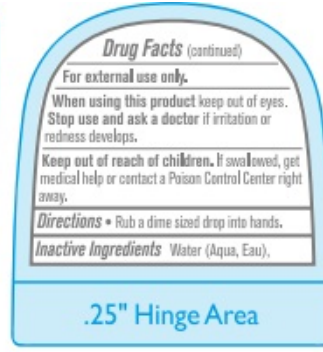 Drug Facts (continued)
For external use only.
When using this product keep out of eyes.
Stop use and ask a doctor if irritation or
redness develops.
Keep out of reach of children. If swallowed, get
medical help or contact a Poison Control Center right
away.
Directions • Rub a dime sized drop into hands.
Inactive Ingredients Water (Aqua, Eau),
.25" Hinge Area